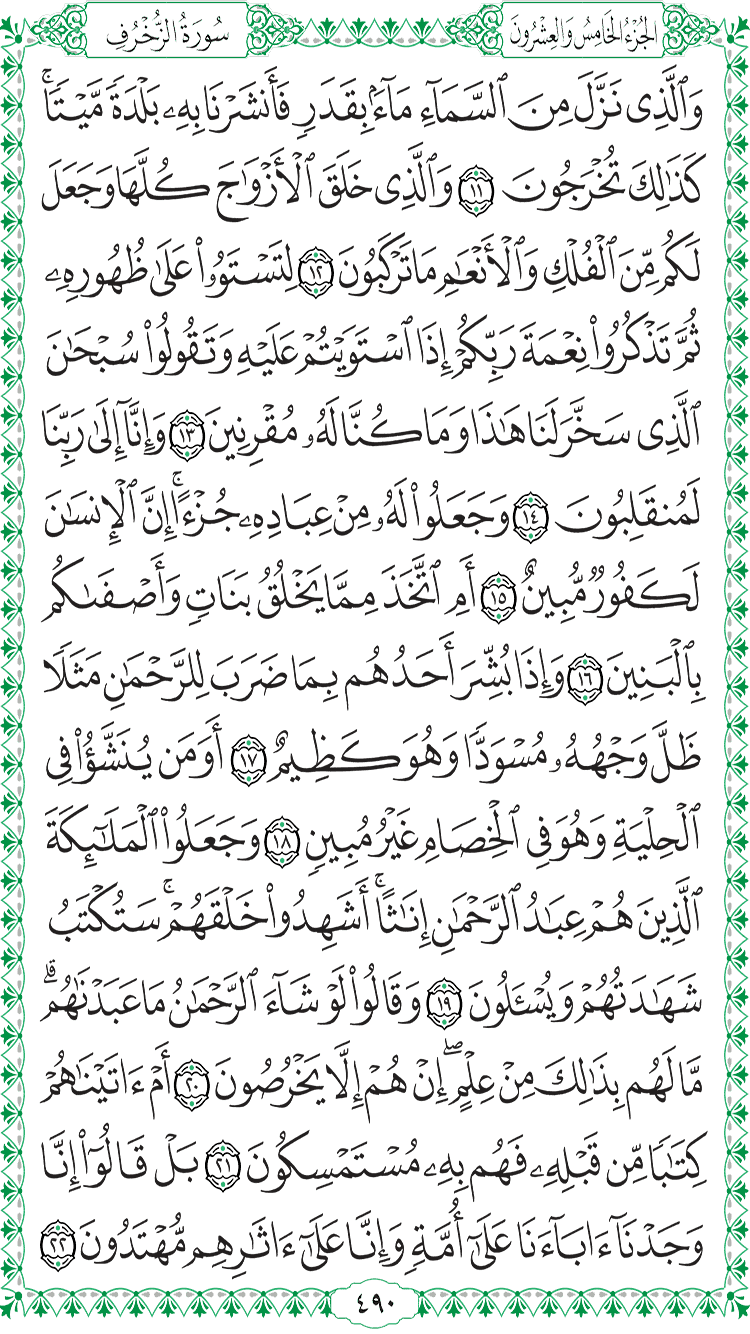 سُورَةُ الزُّخْرُفِ
الجُزْءُ الخَامِسُ وَالعِشْرُونَ
وَٱلَّذِى نَزَّلَ مِنَ ٱلسَّمَآءِ مَآءَۢ بِقَدَرٍ فَأَنشَرْنَا بِهِۦ بَلْدَةً مَّيْتًاۚ
كَذَٰلِكَ تُخْرَجُونَ ١١ وَٱلَّذِى خَلَقَ ٱلْأَزْوَٰجَ كُلَّهَا وَجَعَلَ
لَكُم مِّنَ ٱلْفُلْكِ وَٱلْأَنْعَٰمِ مَا تَرْكَبُونَ ١٢ لِتَسْتَوُۥا۟ عَلَىٰ ظُهُورِهِۦ
ثُمَّ تَذْكُرُوا۟ نِعْمَةَ رَبِّكُمْ إِذَا ٱسْتَوَيْتُمْ عَلَيْهِ وَتَقُولُوا۟ سُبْحَٰنَ
ٱلَّذِى سَخَّرَ لَنَا هَٰذَا وَمَا كُنَّا لَهُۥ مُقْرِنِينَ ١٣ وَإِنَّآ إِلَىٰ رَبِّنَا
لَمُنقَلِبُونَ ١٤ وَجَعَلُوا۟ لَهُۥ مِنْ عِبَادِهِۦ جُزْءًاۚ إِنَّ ٱلْإِنسَٰنَ
لَكَفُورٌ مُّبِينٌ ١٥ أَمِ ٱتَّخَذَ مِمَّا يَخْلُقُ بَنَاتٍ وَأَصْفَىٰكُم
بِٱلْبَنِينَ ١٦ وَإِذَا بُشِّرَ أَحَدُهُم بِمَا ضَرَبَ لِلرَّحْمَٰنِ مَثَلًا
ظَلَّ وَجْهُهُۥ مُسْوَدًّا وَهُوَ كَظِيمٌ ١٧ أَوَمَن يُنَشَّؤُا۟ فِى
ٱلْحِلْيَةِ وَهُوَ فِى ٱلْخِصَامِ غَيْرُ مُبِينٍ ١٨ وَجَعَلُوا۟ ٱلْمَلَٰٓئِكَةَ
ٱلَّذِينَ هُمْ عِبَٰدُ ٱلرَّحْمَٰنِ إِنَٰثًاۚ أَشَهِدُوا۟ خَلْقَهُمْۚ سَتُكْتَبُ
شَهَٰدَتُهُمْ وَيُسْـَٔلُونَ ١٩ وَقَالُوا۟ لَوْ شَآءَ ٱلرَّحْمَٰنُ مَا عَبَدْنَٰهُمۗ
مَّا لَهُم بِذَٰلِكَ مِنْ عِلْمٍۖ إِنْ هُمْ إِلَّا يَخْرُصُونَ ٢٠ أَمْ ءَاتَيْنَٰهُمْ
كِتَٰبًا مِّن قَبْلِهِۦ فَهُم بِهِۦ مُسْتَمْسِكُونَ ٢١ بَلْ قَالُوٓا۟ إِنَّا
وَجَدْنَآ ءَابَآءَنَا عَلَىٰٓ أُمَّةٍ وَإِنَّا عَلَىٰٓ ءَاثَٰرِهِم مُّهْتَدُونَ ٢٢
٤٩٠